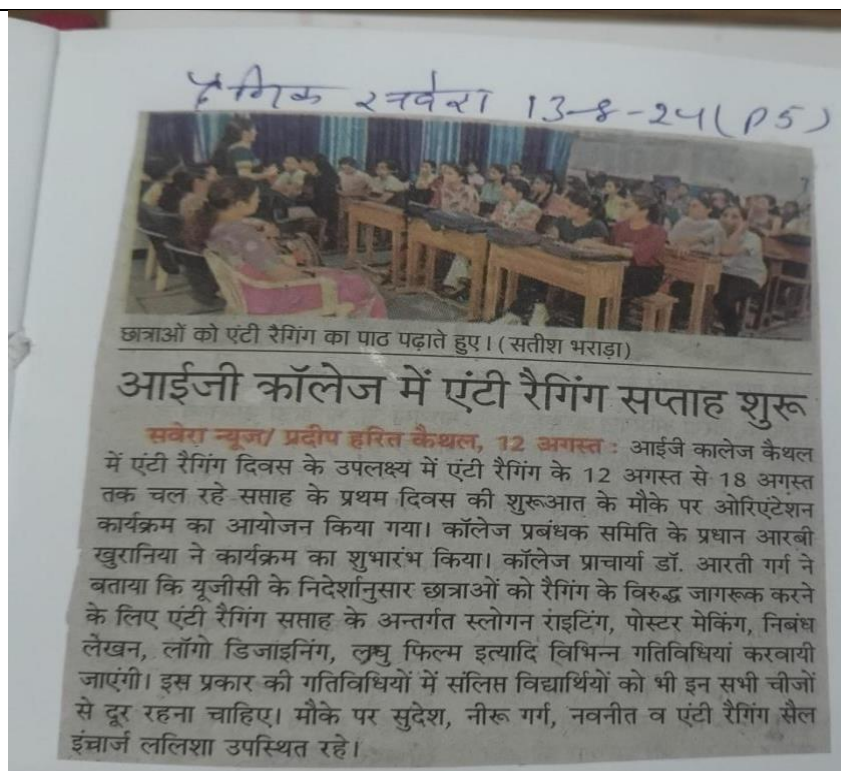 दैनिक सवेरा 13-8-24 (P5)
छात्राओं को एंटी रैगिंग का पाठ पढ़ाते हुए। (सतीश भराड़ा)
आईजी कॉलेज में एंटी रैगिंग सप्ताह शुरू
सवेरा न्यूज/ प्रदीप हरित कैथल, 12 अगस्त : आईजी कालेज कैथल
में एंटी रैगिंग दिवस के उपलक्ष्य में एंटी रैगिंग के 12 अगस्त से 18 अगस्त
तक चल रहे सप्ताह के प्रथम दिवस की शुरूआत के मौके पर ओरिएंटेशन
कार्यक्रम का आयोजन किया गया। कॉलेज प्रबंधक समिति के प्रधान आरबी
खुरानिया ने कार्यक्रम का शुभारंभ किया। कॉलेज प्राचार्या डॉ. आरती गर्ग ने
बताया कि यूजीसी के निदेर्शानुसार छात्राओं को रैगिंग के विरुद्ध जागरूक करने
के लिए एंटी रैगिंग सप्ताह के अन्तर्गत स्लोगन राइटिंग, पोस्टर मेकिंग, निबंध
लेखन, लॉगो डिजाइनिंग, लघु फिल्म इत्यादि विभिन्न गतिविधियां करवायी
जाएंगी। इस प्रकार की गतिविधियों में संलिप्त विद्यार्थियों को भी इन सभी चीजों
से दूर रहना चाहिए। मौके पर सुदेश, नीरू गर्ग, नवनीत व एंटी रैगिंग सैल
इंचार्ज ललिशा उपस्थित रहे।